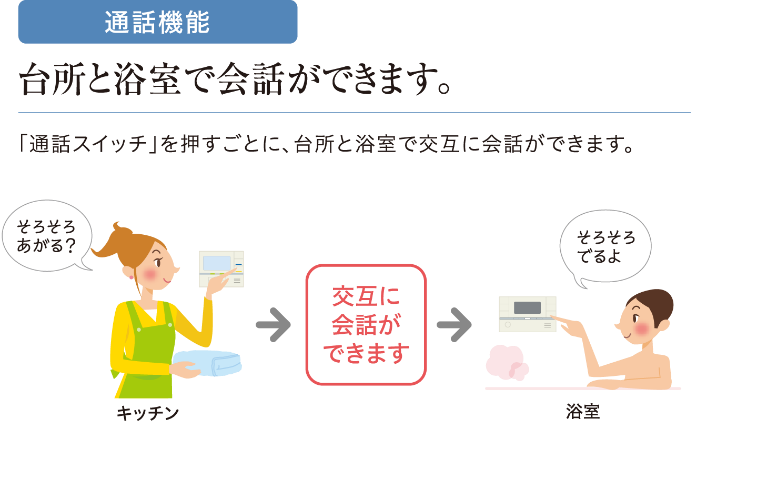 通話機能
台所と浴室で会話ができます。
「通話スイッチ」を押すごとに、台所と浴室で交互に会話ができます。
そろそろ
あがる?
そろそろ
でるよ
交互に
会話が
できます
キッチン
浴室